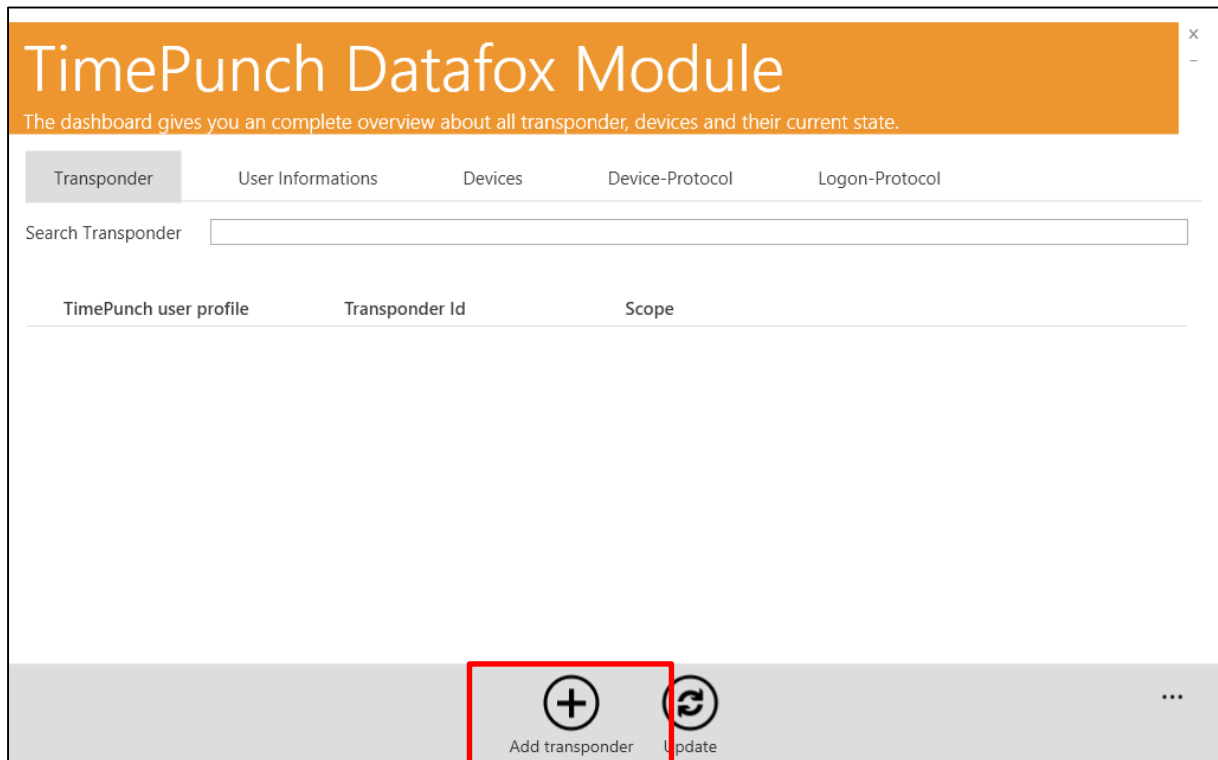 TimePunch Datafox Module
The dashboard gives you an complete overview about all transponder, devices and their current state.
Transponder User Informations Devices Device-Protocol Logon-Protocol
Search Transponder
TimePunch user profile Transponder Id Scope
Add transponder Update